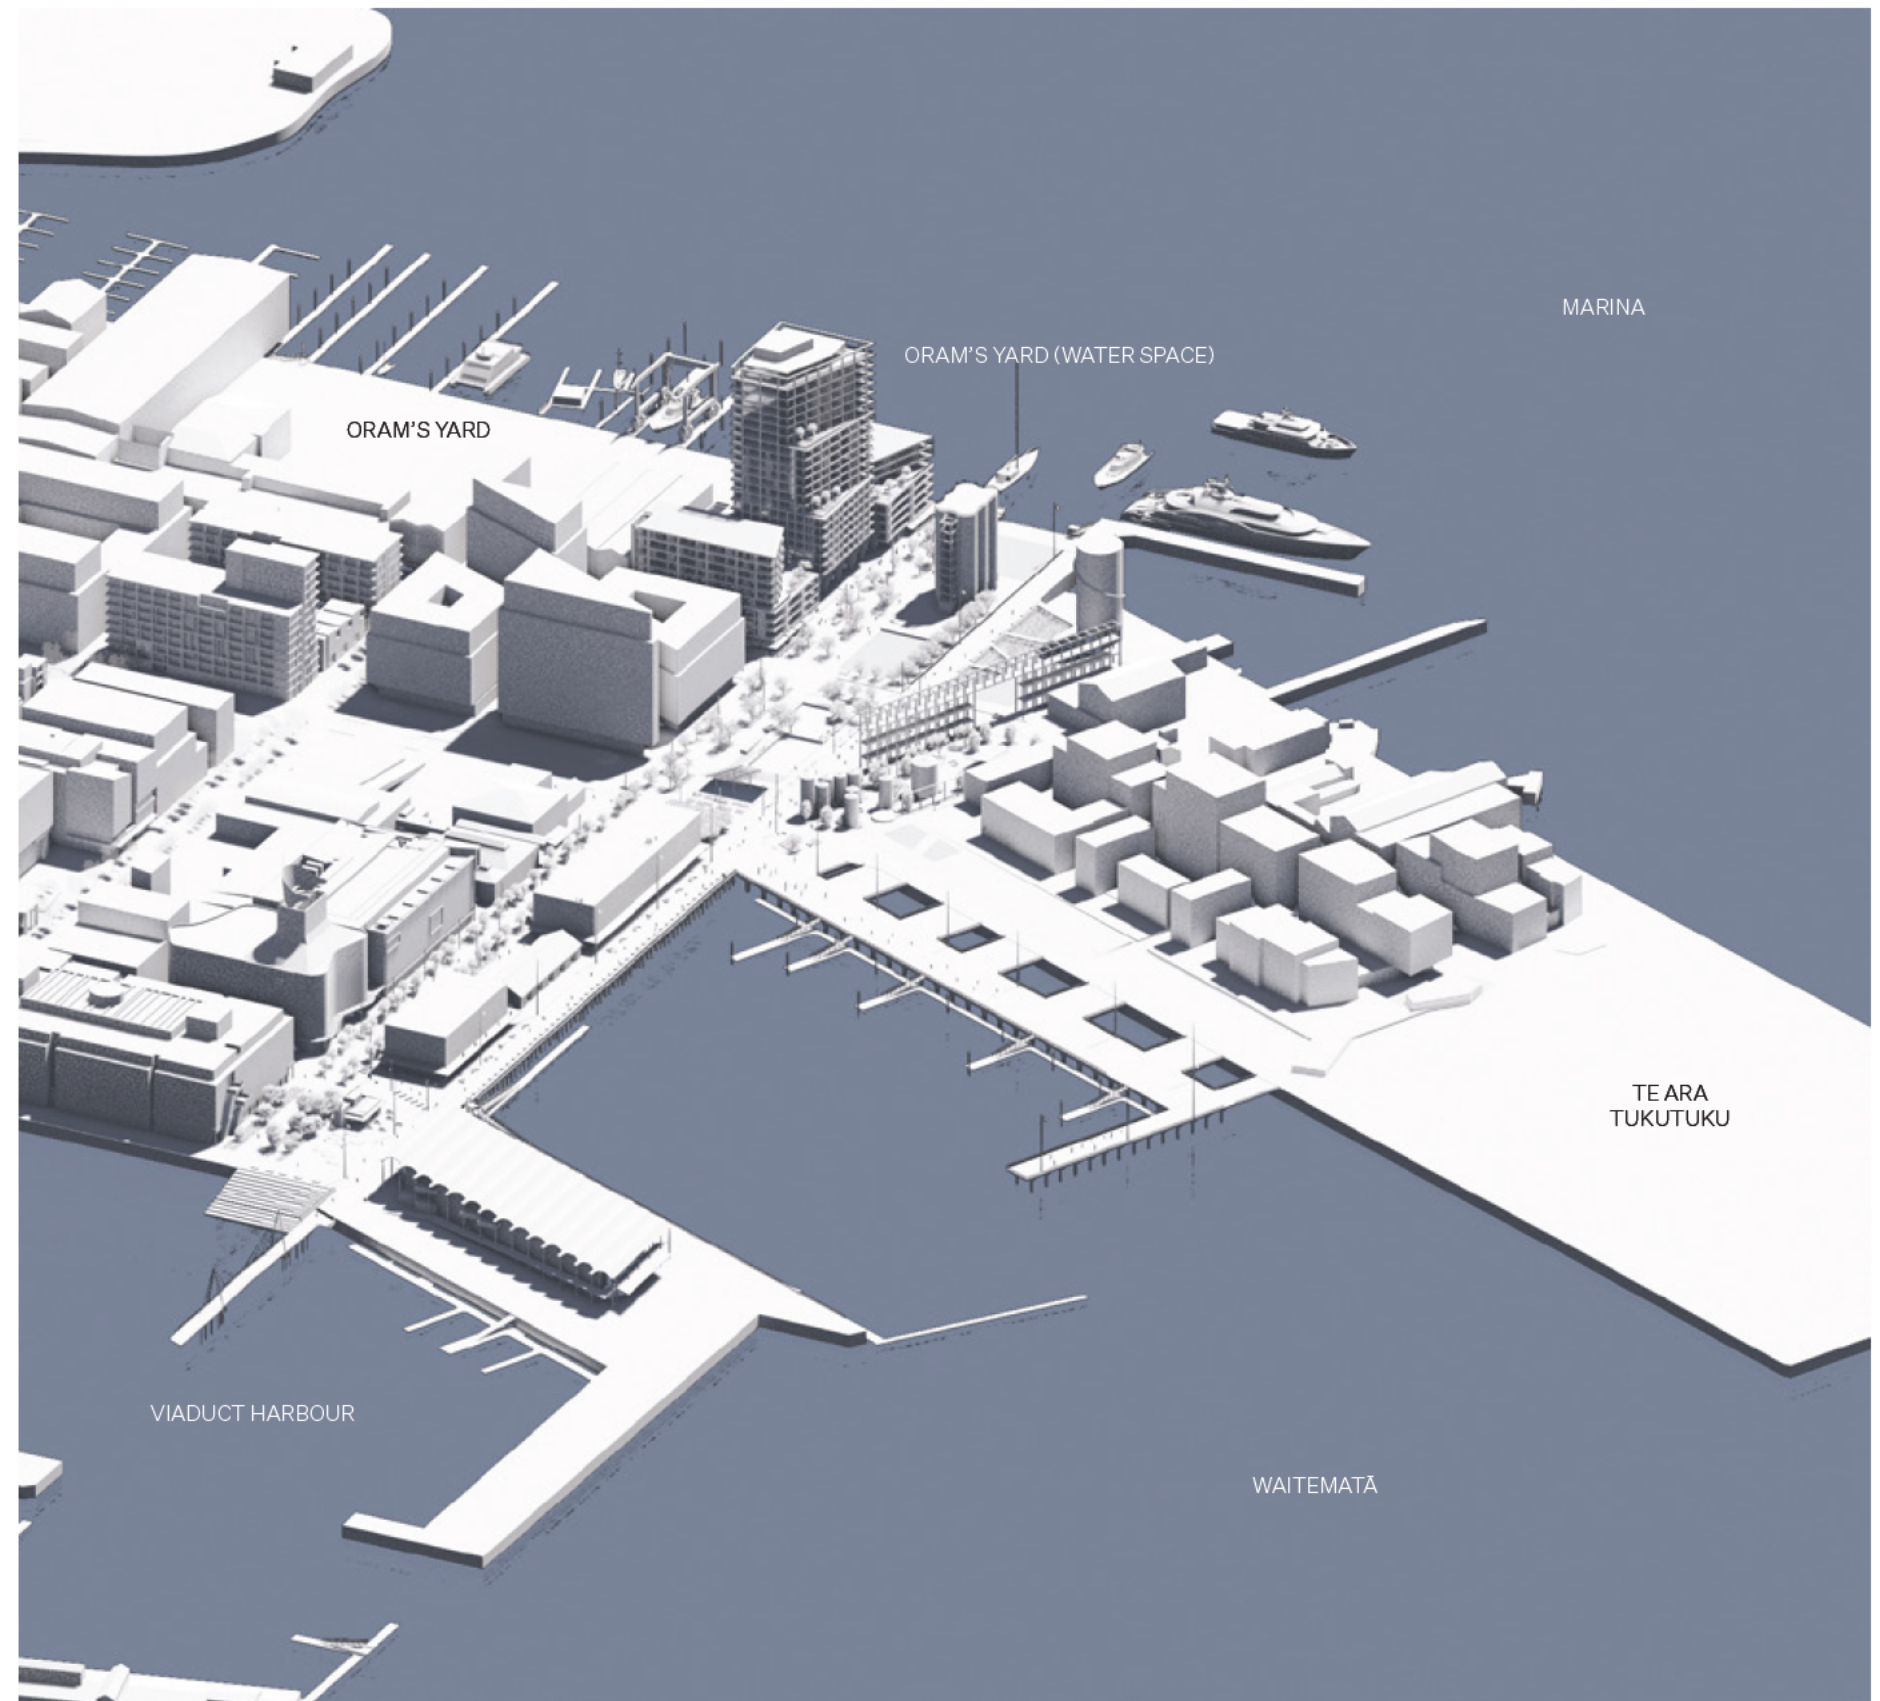 MARINA
ORAM’S YARD (WATER SPACE)
ORAM’S YARD
TE ARA
TUKUTUKU
VIADUCT HARBOUR
WAITEMATĀ